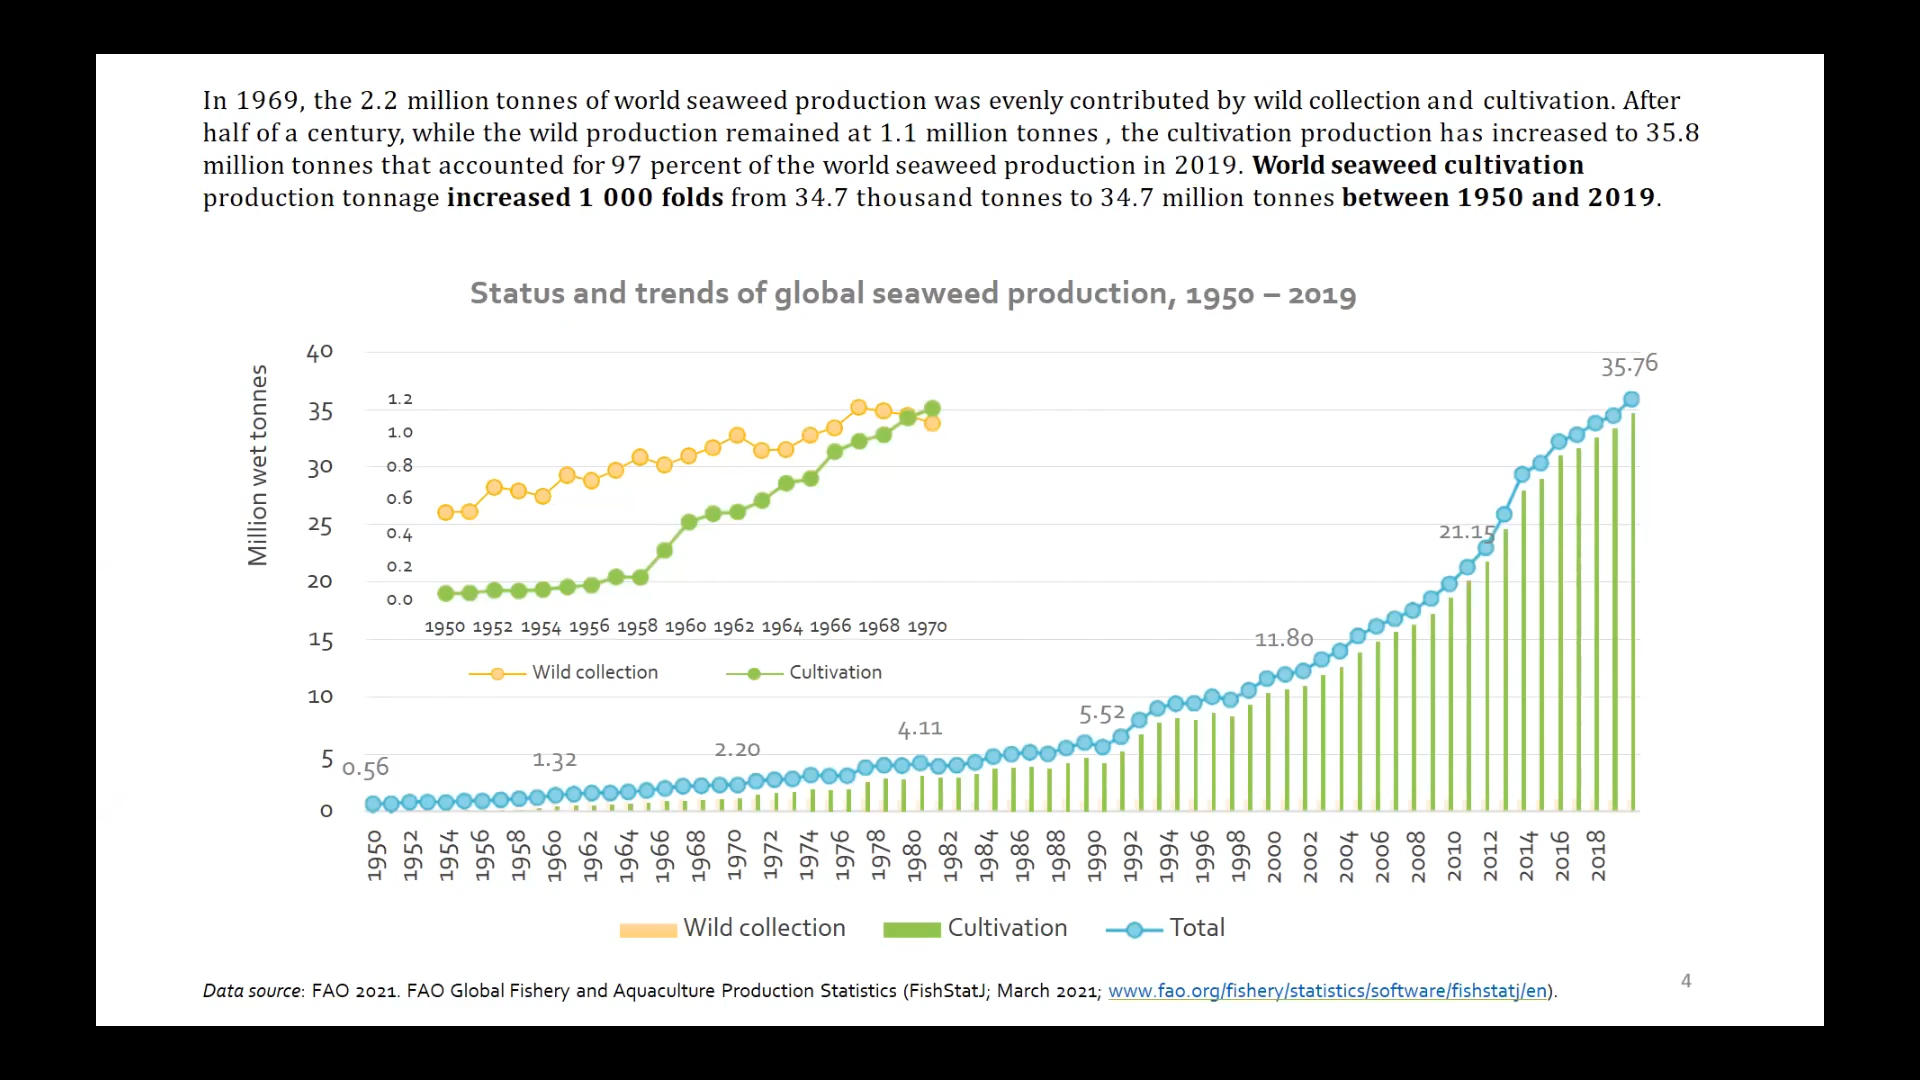 In 1969, the 2.2 million tonnes of world seaweed production was evenly contributed by wild collection and cultivation. After
half of a century, while the wild production remained at 1.1 million tonnes , the cultivation production has increased to 35.8
million tonnes that accounted for 97 percent of the world seaweed production in 2019. World seaweed cultivation
production tonnage increased 1 000 folds from 34.7 thousand tonnes to 34.7 million tonnes between 1950 and 2019.
Status and trends of global seaweed production, 1950 – 2019
Million wet tonnes
40
35
30
25
20
15
10
5
0
1.2
1.0
0.8
0.6
0.4
0.2
0.0
1950 1952 1954 1956 1958 1960 1962 1964 1966 1968 1970
Wild collection Cultivation
0.56
1.32
2.20
4.11
5.52
11.80
21.15
35.76
1950 1952 1954 1956 1958 1960 1962 1964 1966 1968 1970 1972 1974 1976 1978 1980 1982 1984 1986 1988 1990 1992 1994 1996 1998 2000 2002 2004 2006 2008 2010 2012 2014 2016 2018
Wild collection Cultivation Total
Data source: FAO 2021. FAO Global Fishery and Aquaculture Production Statistics (FishStatJ; March 2021; www.fao.org/fishery/statistics/software/fishstatj/en).
4